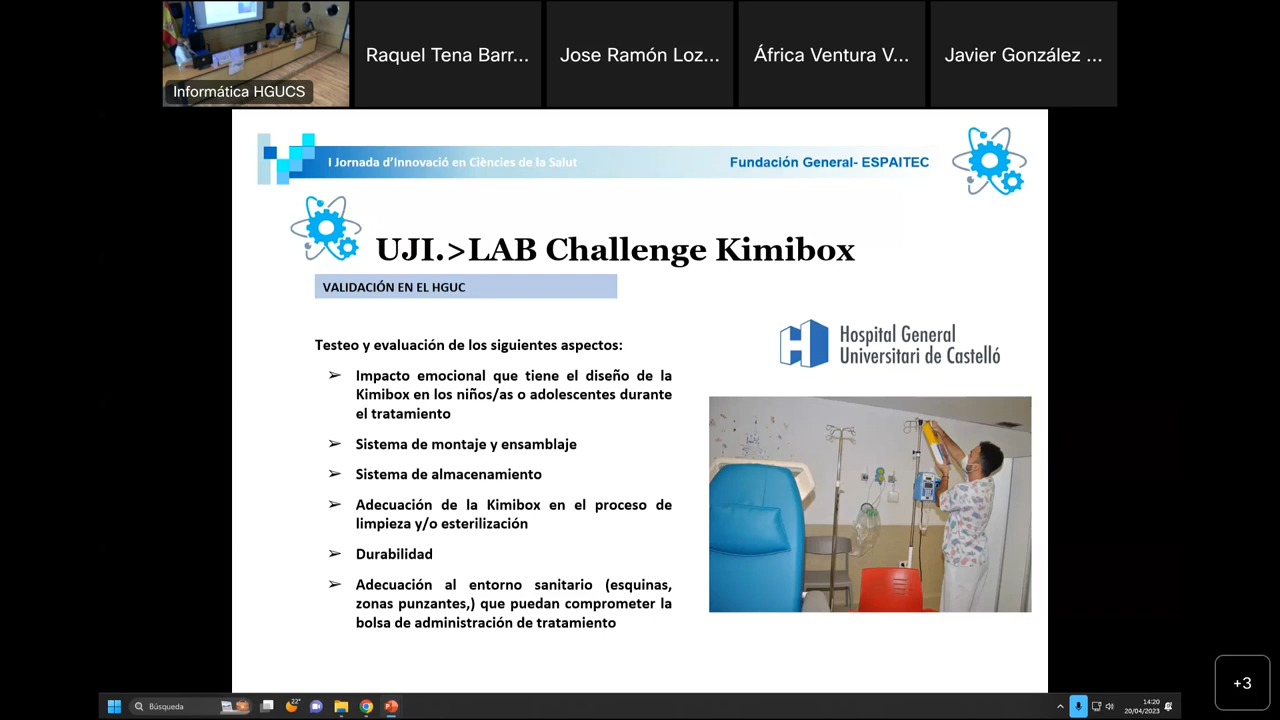 Informática HGUCS
Raquel Tena Barr...
Jose Ramón Loz...
África Ventura V...
Javier González ...
I Jornada d'Innovació en Ciències de la Salut
Fundación General- ESPAITEC
UJI.>LAB Challenge Kimibox
VALIDACIÓN EN EL HGUC
Hospital General
Universitari de Castelló
Testeo y evaluación de los siguientes aspectos:
➢ Impacto emocional que tiene el diseño de la
Kimibox en los niños/as o adolescentes durante
el tratamiento
➢ Sistema de montaje y ensamblaje
➢ Sistema de almacenamiento
➢ Adecuación de la Kimibox en el proceso de
limpieza y/o esterilización
➢ Durabilidad
➢ Adecuación al entorno sanitario (esquinas,
zonas punzantes,) que puedan comprometer la
bolsa de administración de tratamiento
+3
Búsqueda
22°
14:20
20/04/2023